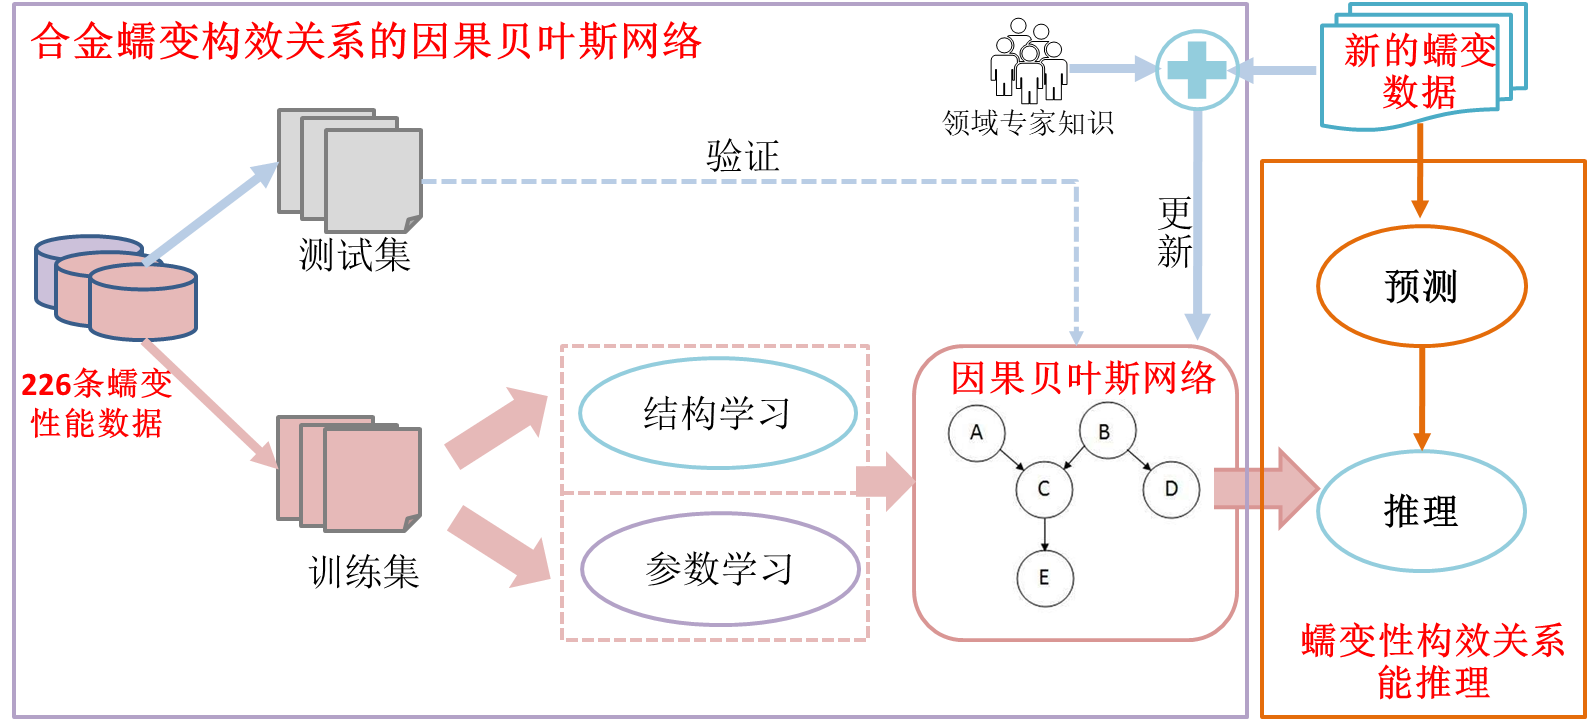 合金蠕变构效关系的因果贝叶斯网络
新的蠕变
数据
领域专家知识
验证
更
新
测试集
预测
226条蠕变
性能数据
因果贝叶斯网络
结构学习
A
B
C
D
推理
训练集
参数学习
E
蠕变性构效关系
能推理